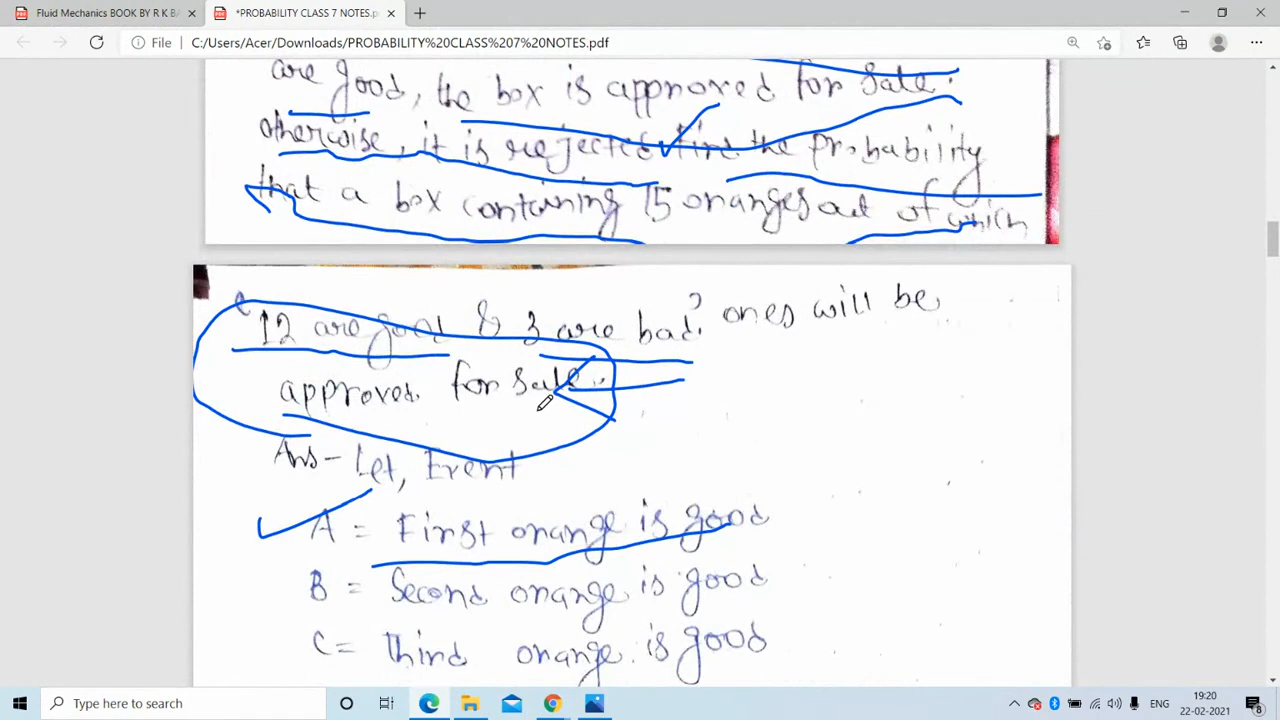 Fluid Mechanics BOOK BY R K BA
*PROBABILITY CLASS 7 NOTES.p
File
C:/Users/Acer/Downloads/PROBABILITY%20CLASS%207%20NOTES.pdf
are good, the box is approved for sale.
otherwise, it is rejected find the probability
that a box containing 15 oranges out of which
12 are good & 3 are bad? ones will be
approved for sale.
Ans- Let, Event
A = First orange is good
B = Second orange is good
C = Third orange is good
Type here to search
ENG
19:20
22-02-2021
8